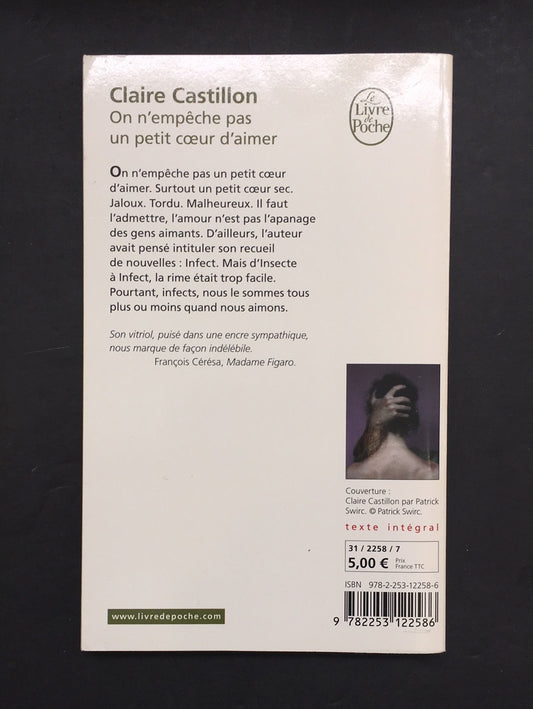 Claire Castillon
On n'empêche pas
un petit cœur d'aimer
Le
Livre
de
Poche
On n'empêche pas un petit cœur
d'aimer. Surtout un petit cœur sec.
Jaloux. Tordu. Malheureux. Il faut
l'admettre, l'amour n'est pas l'apanage
des gens aimants. D'ailleurs, l'auteur
avait pensé intituler son recueil
de nouvelles : Infect. Mais d'Insecte
à Infect, la rime était trop facile.
Pourtant, infects, nous le sommes tous
plus ou moins quand nous aimons.
Son vitriol, puisé dans une encre sympathique,
nous marque de façon indélébile.
François Cérésa, Madame Figaro.
Couverture :
Claire Castillon par Patrick
Swirc. © Patrick Swirc.
texte intégral
31 / 2258 / 7
5,00 € Prix
France TTC
ISBN 978-2-253-12258-6
9 782253 122586
www.livredepoche.com